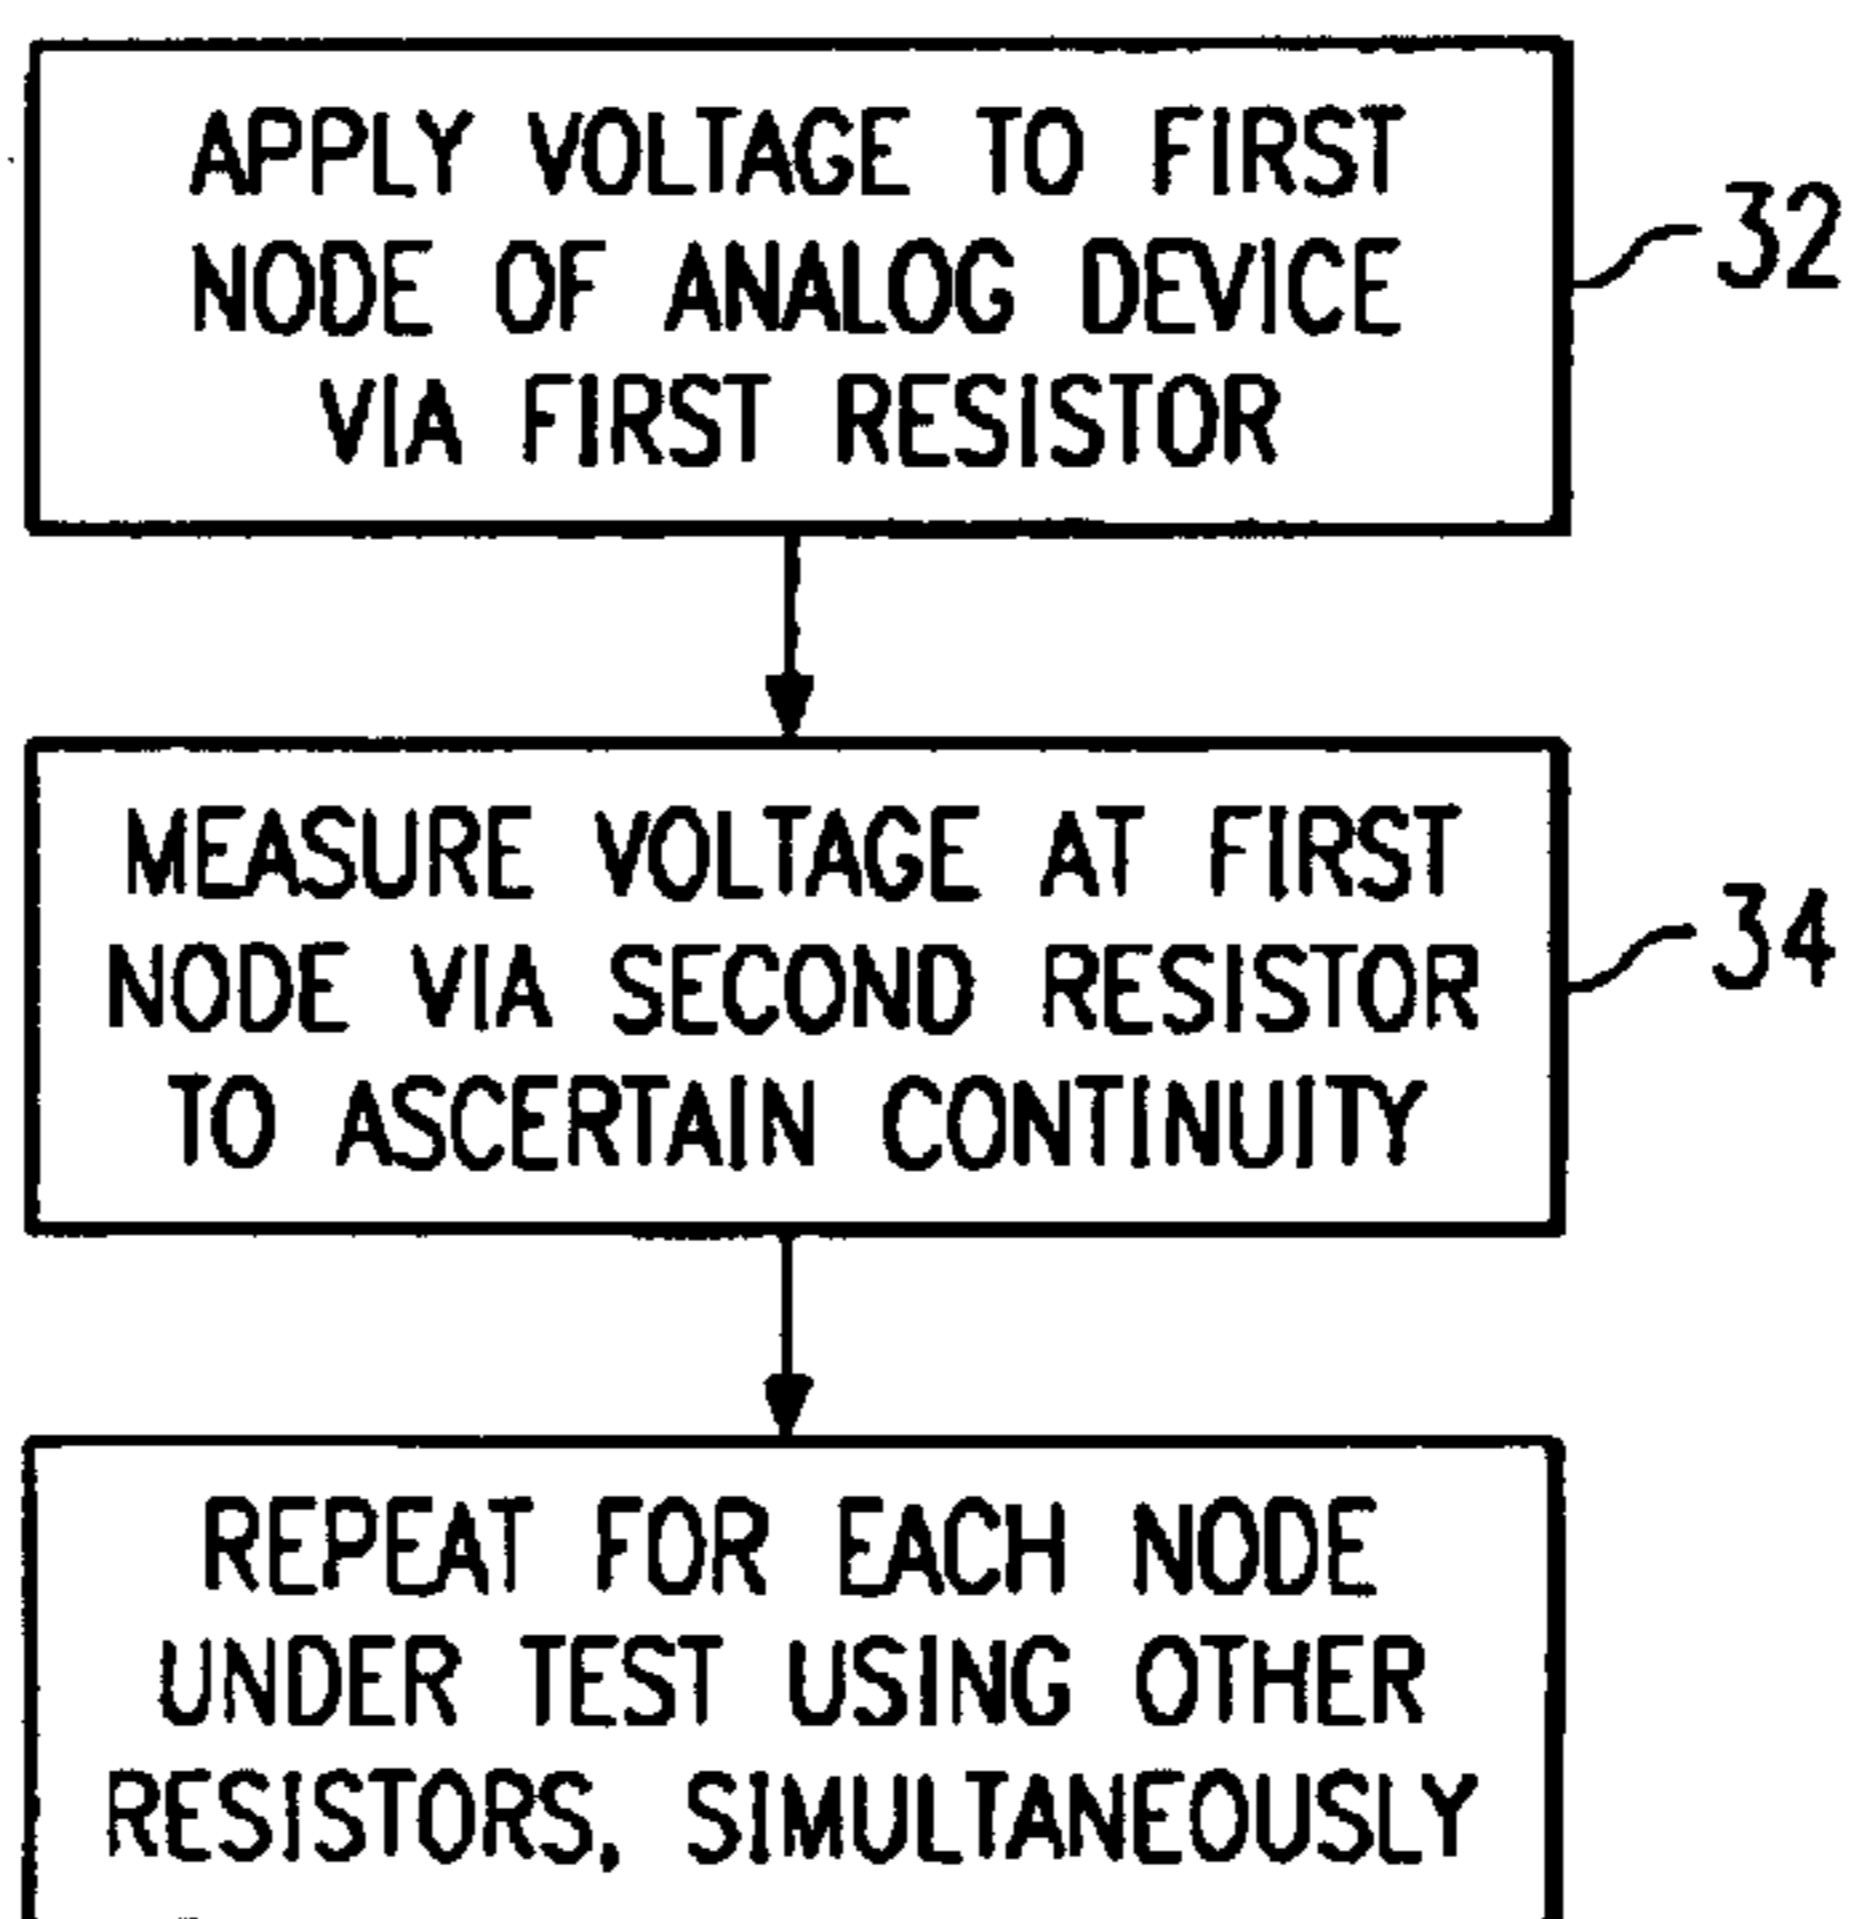 APPLY VOLTAGE TO FIRST
NODE OF ANALOG DEVICE
VIA FIRST RESISTOR
32
MEASURE VOLTAGE AT FIRST
NODE VIA SECOND RESISTOR
TO ASCERTAIN CONTINUITY
34
REPEAT FOR EACH NODE
UNDER TEST USING OTHER
RESISTORS, SIMULTANEOUSLY